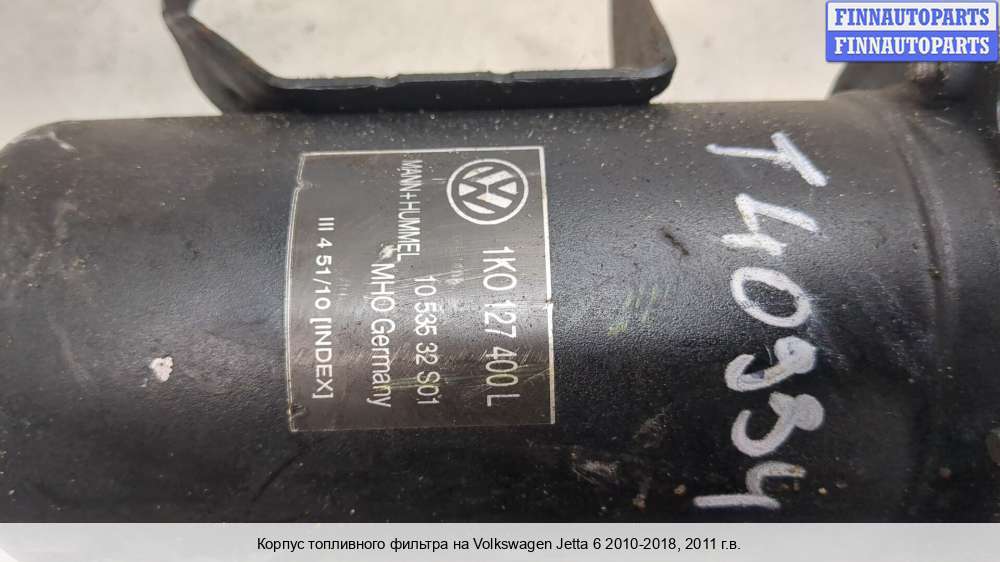 FINNAUTOPARTS
FINNAUTOPARTS
1K0 127 400 L
MANN+HUMMEL 10 535 32 S01
MHO Germany
III 4 51/10 [INDEX]
T40994
Корпус топливного фильтра на Volkswagen Jetta 6 2010-2018, 2011 г.в.